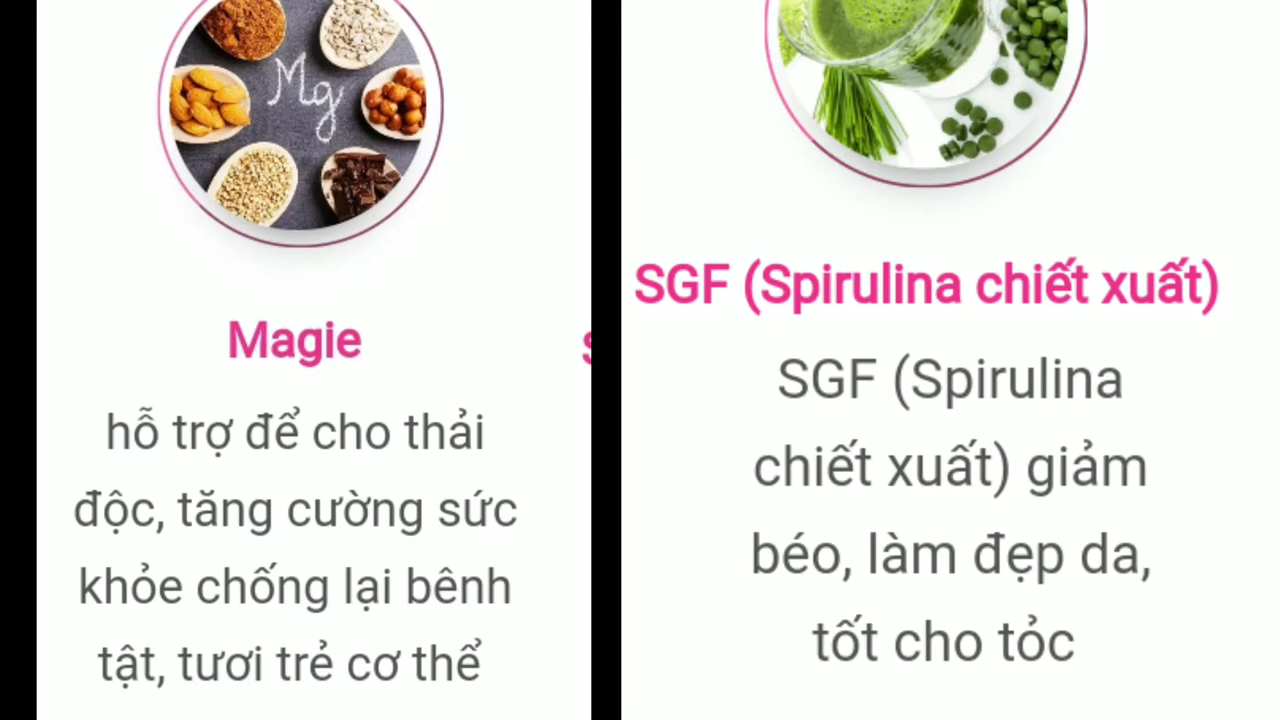 Mg
Magie
hỗ trợ để cho thải
độc, tăng cường sức
khỏe chống lại bênh
tật, tươi trẻ cơ thể
SGF (Spirulina chiết xuất)
SGF (Spirulina
chiết xuất) giảm
béo, làm đẹp da,
tốt cho tỏc